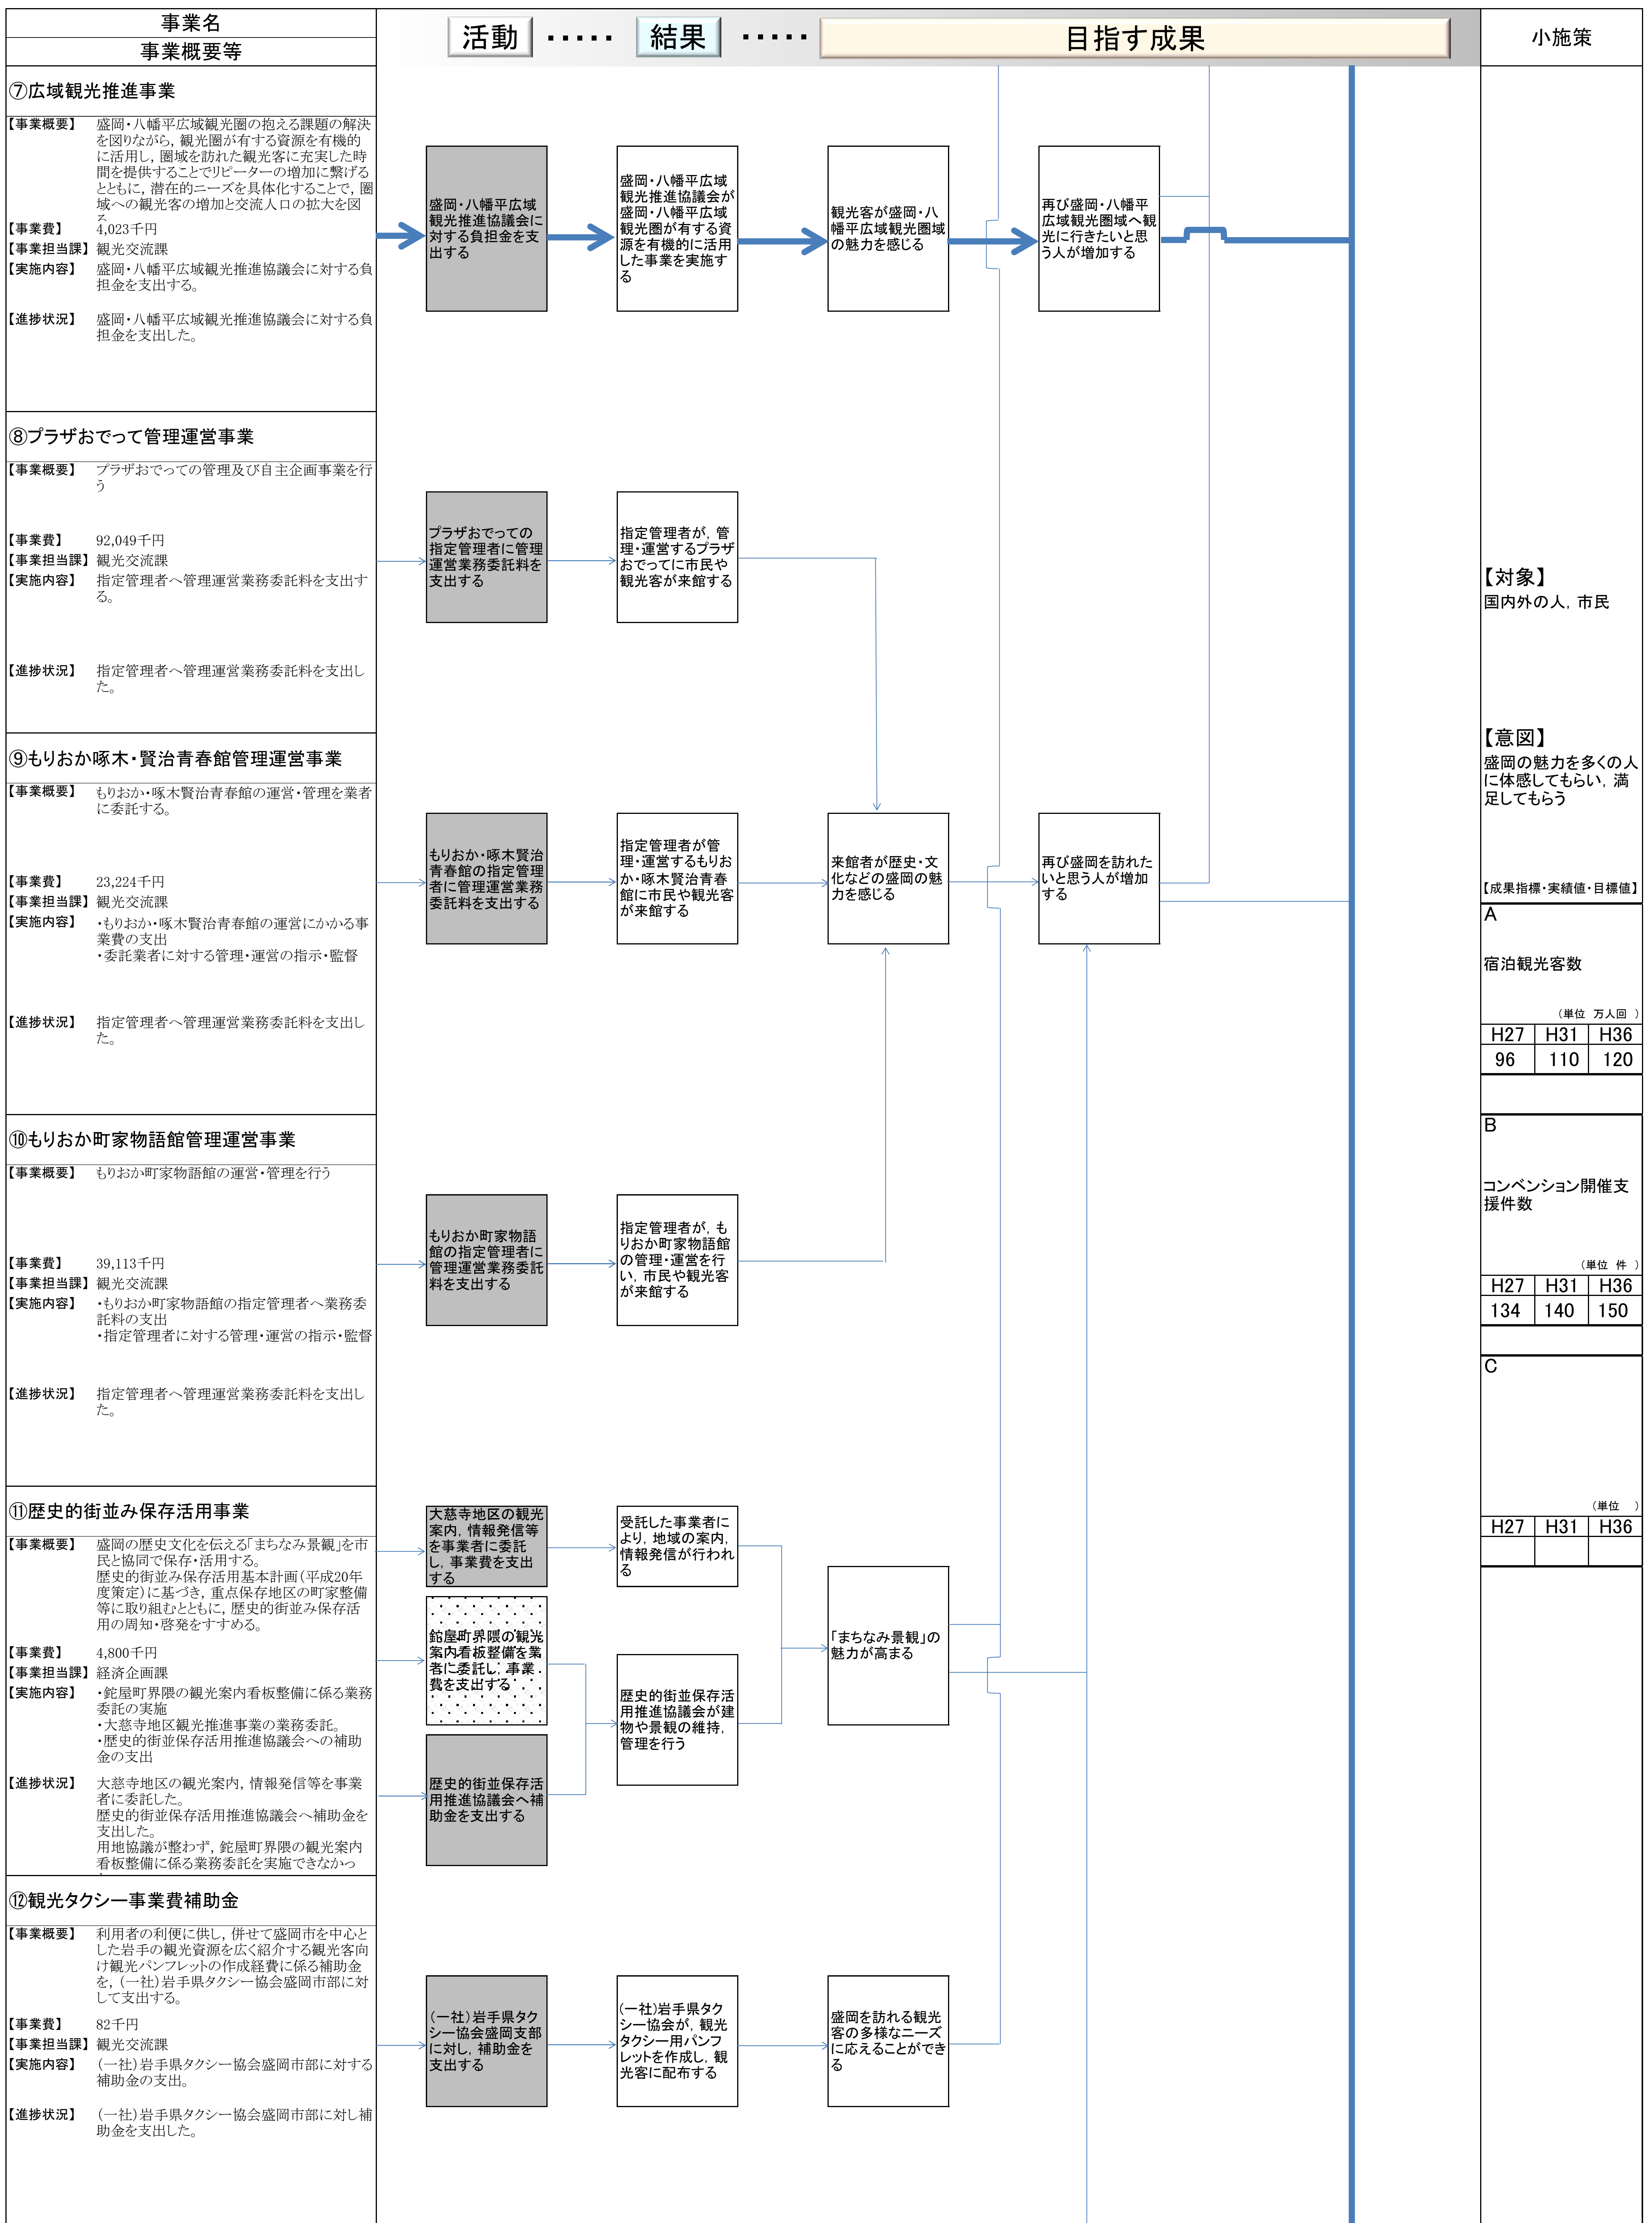 事業名
事業概要等
活動 ・・・・・ 結果 ・・・・・ 目指す成果
小施策
⑦広域観光推進事業
【事業概要】 盛岡・八幡平広域観光圏の抱える課題の解決
を図りながら，観光圏が有する資源を有機的
に活用し，圏域を訪れた観光客に充実した時
間を提供することでリピーターの増加に繋げる
とともに，潜在的ニーズを具体化することで，圏
域への観光客の増加と交流人口の拡大を図
【事業費】 4,023千円
【事業担当課】 観光交流課
【実施内容】 盛岡・八幡平広域観光推進協議会に対する負
担金を支出する。
【進捗状況】 盛岡・八幡平広域観光推進協議会に対する負
担金を支出した。
盛岡・八幡平広域
観光推進協議会に
対する負担金を支
出する
盛岡・八幡平広域
観光推進協議会が
盛岡・八幡平広域
観光圏が有する資
源を有機的に活用
した事業を実施す
る
観光客が盛岡・八
幡平広域観光圏域
の魅力を感じる
再び盛岡・八幡平
広域観光圏域へ観
光に行きたいと思
う人が増加する
⑧プラザおでって管理運営事業
【事業概要】 プラザおでっての管理及び自主企画事業を行
う
【事業費】 92,049千円
【事業担当課】 観光交流課
【実施内容】 指定管理者へ管理運営業務委託料を支出す
る。
【進捗状況】 指定管理者へ管理運営業務委託料を支出し
た。
プラザおでっての
指定管理者に管理
運営業務委託料を
支出する
指定管理者が，管
理・運営するプラザ
おでってに市民や
観光客が来館する
⑨もりおか啄木・賢治青春館管理運営事業
【事業概要】 もりおか・啄木賢治青春館の運営・管理を業者
に委託する。
【事業費】 23,224千円
【事業担当課】 観光交流課
【実施内容】 ・もりおか・啄木賢治青春館の運営にかかる事
業費の支出
・委託業者に対する管理・運営の指示・監督
【進捗状況】 指定管理者へ管理運営業務委託料を支出し
た。
もりおか・啄木賢治
青春館の指定管理
者に管理運営業務
委託料を支出する
指定管理者が管
理・運営するもりお
か・啄木賢治青春
館に市民や観光客
が来館する
来館者が歴史・文
化などの盛岡の魅
力を感じる
再び盛岡を訪れた
いと思う人が増加
する
⑩もりおか町家物語館管理運営事業
【事業概要】 もりおか町家物語館の運営・管理を行う
【事業費】 39,113千円
【事業担当課】 観光交流課
【実施内容】 ・もりおか町家物語館の指定管理者へ業務委
託料の支出
・指定管理者に対する管理・運営の指示・監督
【進捗状況】 指定管理者へ管理運営業務委託料を支出し
た。
もりおか町家物語
館の指定管理者に
管理運営業務委託
料を支出する
指定管理者が，も
りおか町家物語館
の管理・運営を行
い，市民や観光客
が来館する
⑪歴史的街並み保存活用事業
【事業概要】 盛岡の歴史文化を伝える「まちなみ景観」を市
民と協同で保存・活用する。
歴史的街並み保存活用基本計画（平成20年
度策定）に基づき，重点保存地区の町家整備
等に取り組むとともに，歴史的街並み保存活
用の周知・啓発をすすめる。
【事業費】 4,800千円
【事業担当課】 経済企画課
【実施内容】 ・鉈屋町界隈の観光案内看板整備に係る業務
委託の実施
・大慈寺地区観光推進事業の業務委託。
・歴史的街並保存活用推進協議会への補助
金の支出
【進捗状況】 大慈寺地区の観光案内，情報発信等を事業
者に委託した。
歴史的街並保存活用推進協議会へ補助金を
支出した。
用地協議が整わず，鉈屋町界隈の観光案内
看板整備に係る業務委託を実施できなかっ
大慈寺地区の観光
案内，情報発信等
を事業者に委託
し，事業費を支出
する
受託した事業者に
より，地域の案内，
情報発信が行われ
る
鉈屋町界隈の観光
案内看板整備を業
者に委託し，事業
費を支出する
歴史的街並保存活
用推進協議会が建
物や景観の維持，
管理を行う
歴史的街並保存活
用推進協議会へ補
助金を支出する
「まちなみ景観」の
魅力が高まる
⑫観光タクシー事業費補助金
【事業概要】 利用者の利便に供し，併せて盛岡市を中心と
した岩手の観光資源を広く紹介する観光客向
け観光パンフレットの作成経費に係る補助金
を，（一社）岩手県タクシー協会盛岡市部に対
して支出する。
【事業費】 82千円
【事業担当課】 観光交流課
【実施内容】 （一社）岩手県タクシー協会盛岡市部に対する
補助金の支出。
【進捗状況】 （一社）岩手県タクシー協会盛岡市部に対し補
助金を支出した。
（一社）岩手県タク
シー協会盛岡支部
に対し，補助金を
支出する
（一社）岩手県タク
シー協会が，観光
タクシー用パンフ
レットを作成し，観
光客に配布する
盛岡を訪れる観光
客の多様なニーズ
に応えることができ
る
【対象】
国内外の人，市民
【意図】
盛岡の魅力を多くの人
に体感してもらい，満
足してもらう
【成果指標・実績値・目標値】
A
宿泊観光客数
（単位 万人回 ）
H27 H31 H36
96 110 120
B
コンベンション開催支
援件数
（単位 件 ）
H27 H31 H36
134 140 150
C
（単位 ）
H27 H31 H36